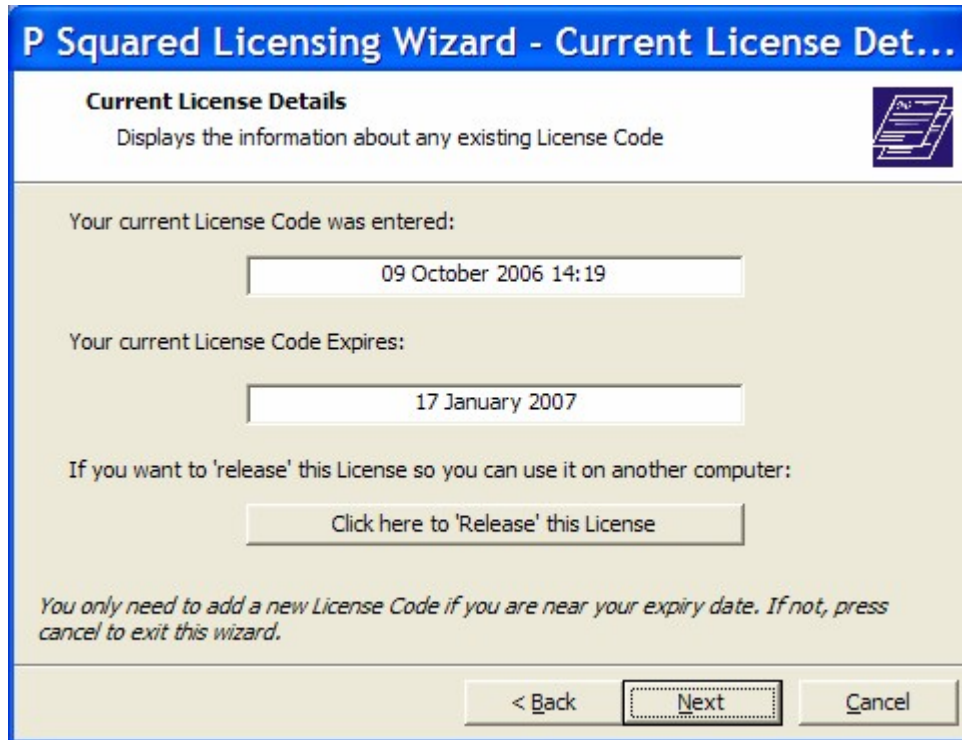 P Squared Licensing Wizard - Current License Det...
Current License Details
Displays the information about any existing License Code
Your current License Code was entered:
09 October 2006 14:19
Your current License Code Expires:
17 January 2007
If you want to 'release' this License so you can use it on another computer:
Click here to 'Release' this License
You only need to add a new License Code if you are near your expiry date. If not, press
cancel to exit this wizard.
< Back
Next
Cancel